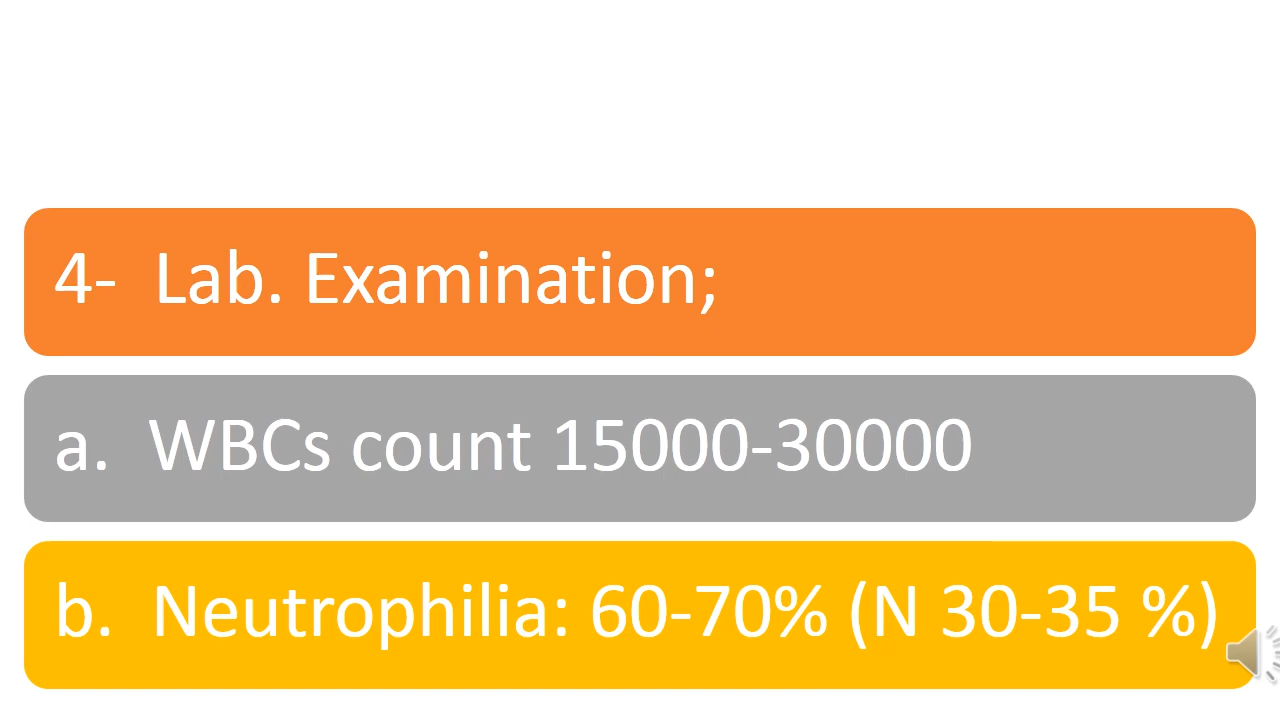 4- Lab. Examination;
a. WBCs count 15000-30000
b. Neutrophilia: 60-70% (N 30-35 %)